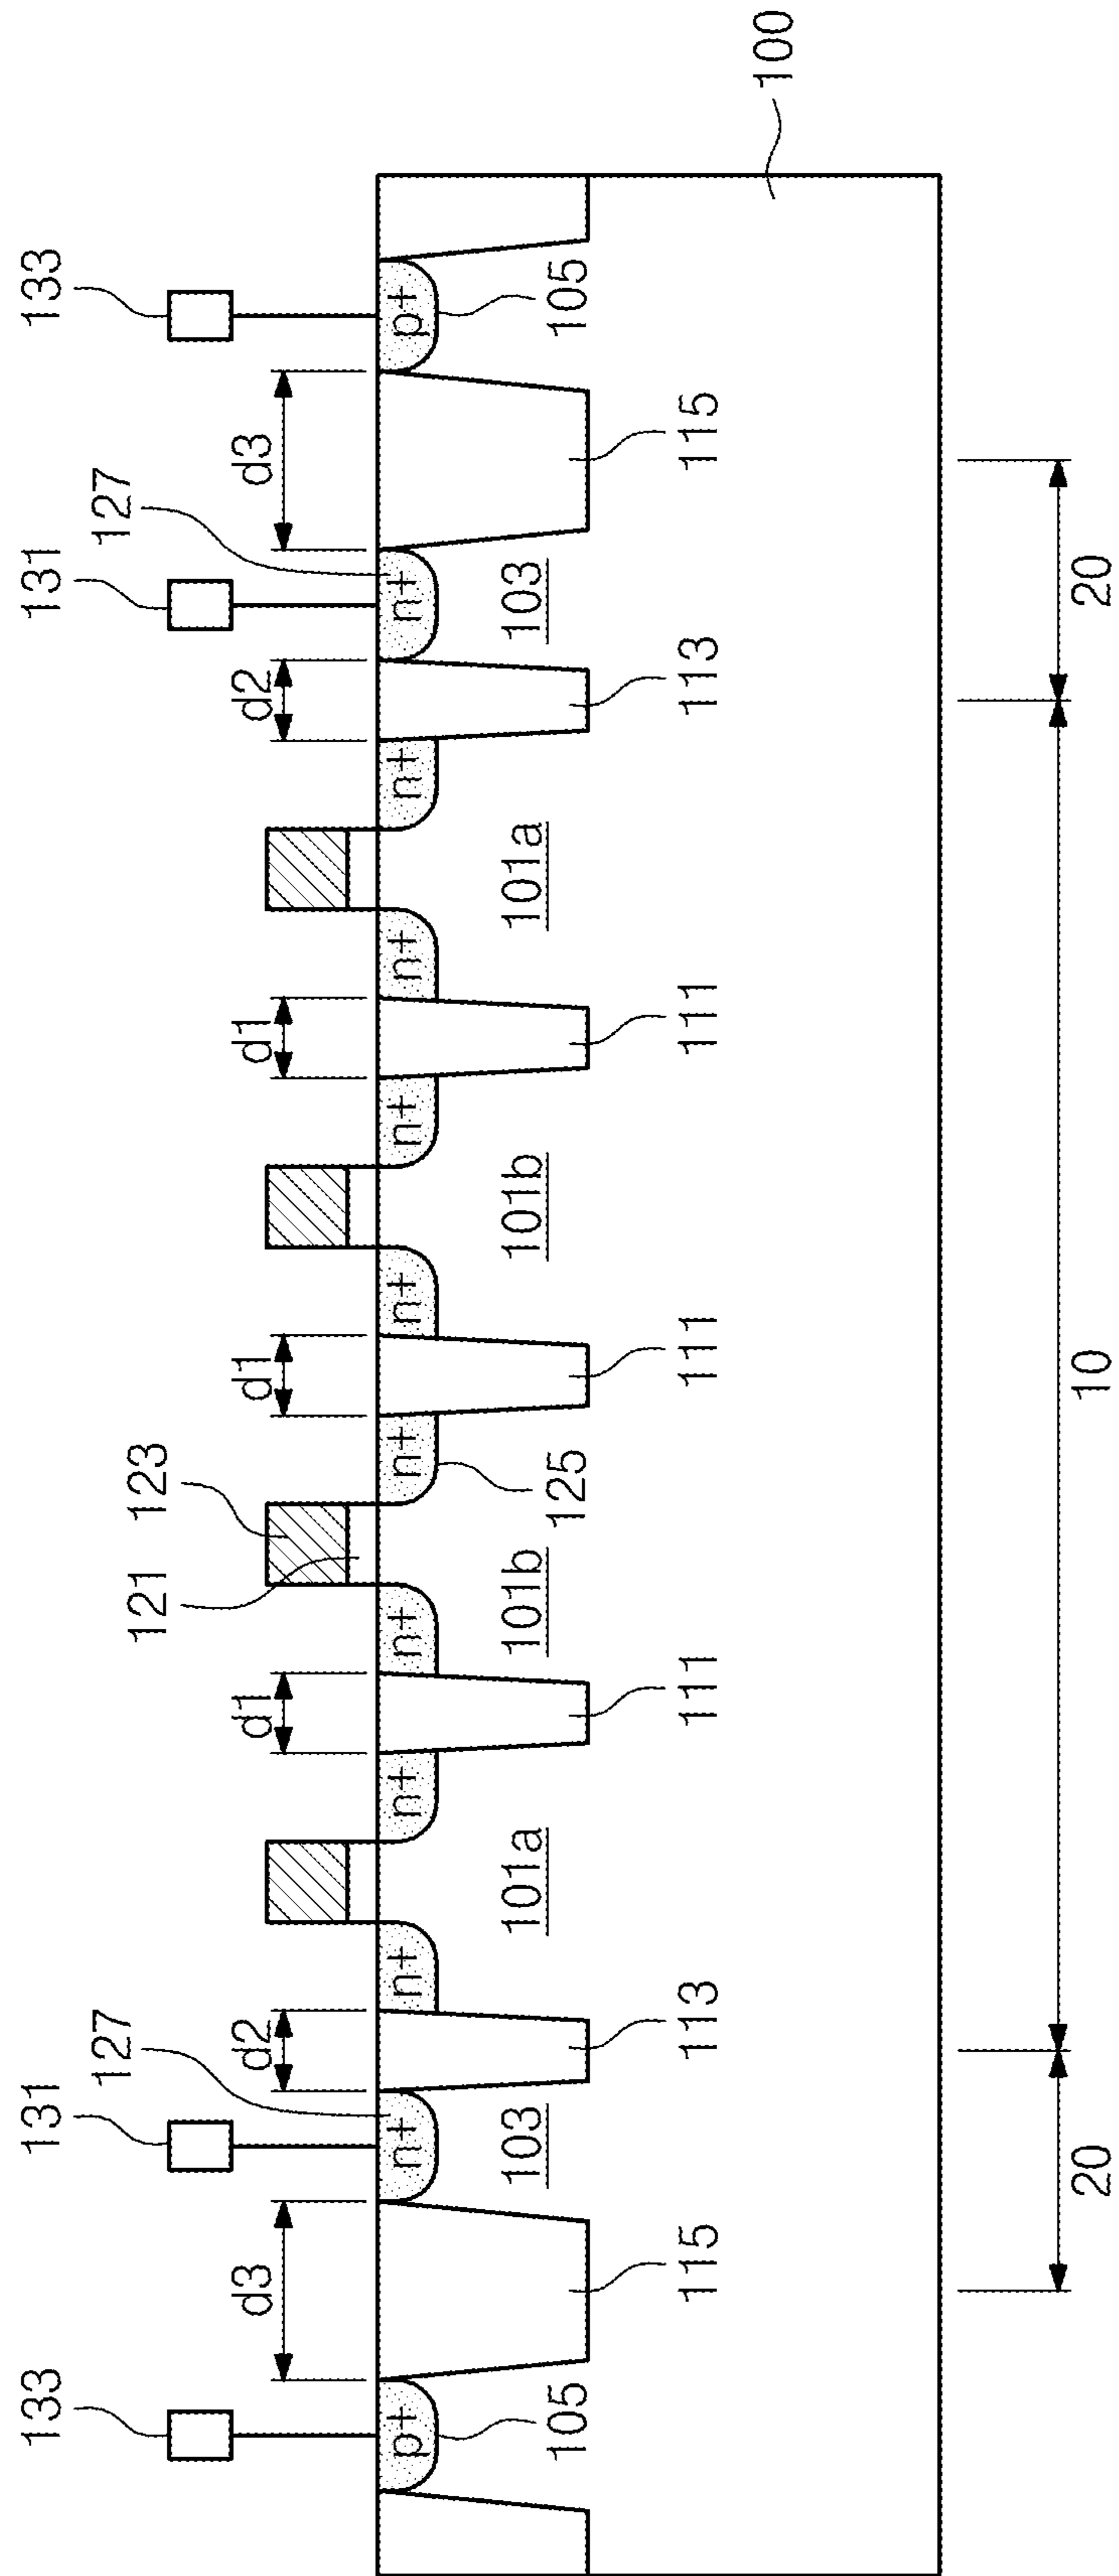 133 131 131 133
127 127
121 123
d3 d2 d1 d1 d1 d2 d3
p+ n+ n+ n+ n+ n+ n+ n+ n+ n+ n+ p+
103 101a 101b 101b 101a 103
105 125 105
115 113 111 111 111 113 115
100
20 10 20